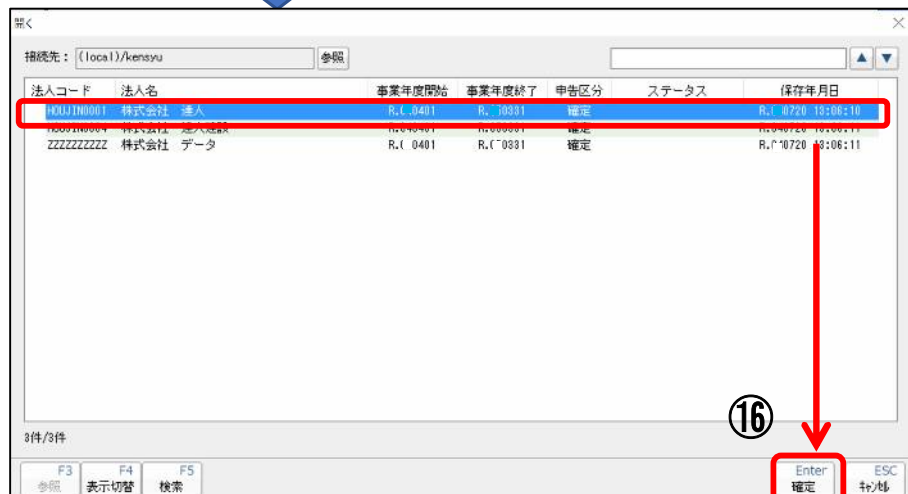 開く
接続先： (local)/kensyu 参照
法人コード 法人名 事業年度開始 事業年度終了 申告区分 ステータス 保存年月日
HOUJIN0001 株式会社 達人 確定
株式会社 達人建設 確定
ZZZZZZZZZZ 株式会社 データ 確定
⑯
3件/3件
F3 F4 F5 Enter ESC
参照 表示切替 検索 確定 ｷｬﾝｾﾙ